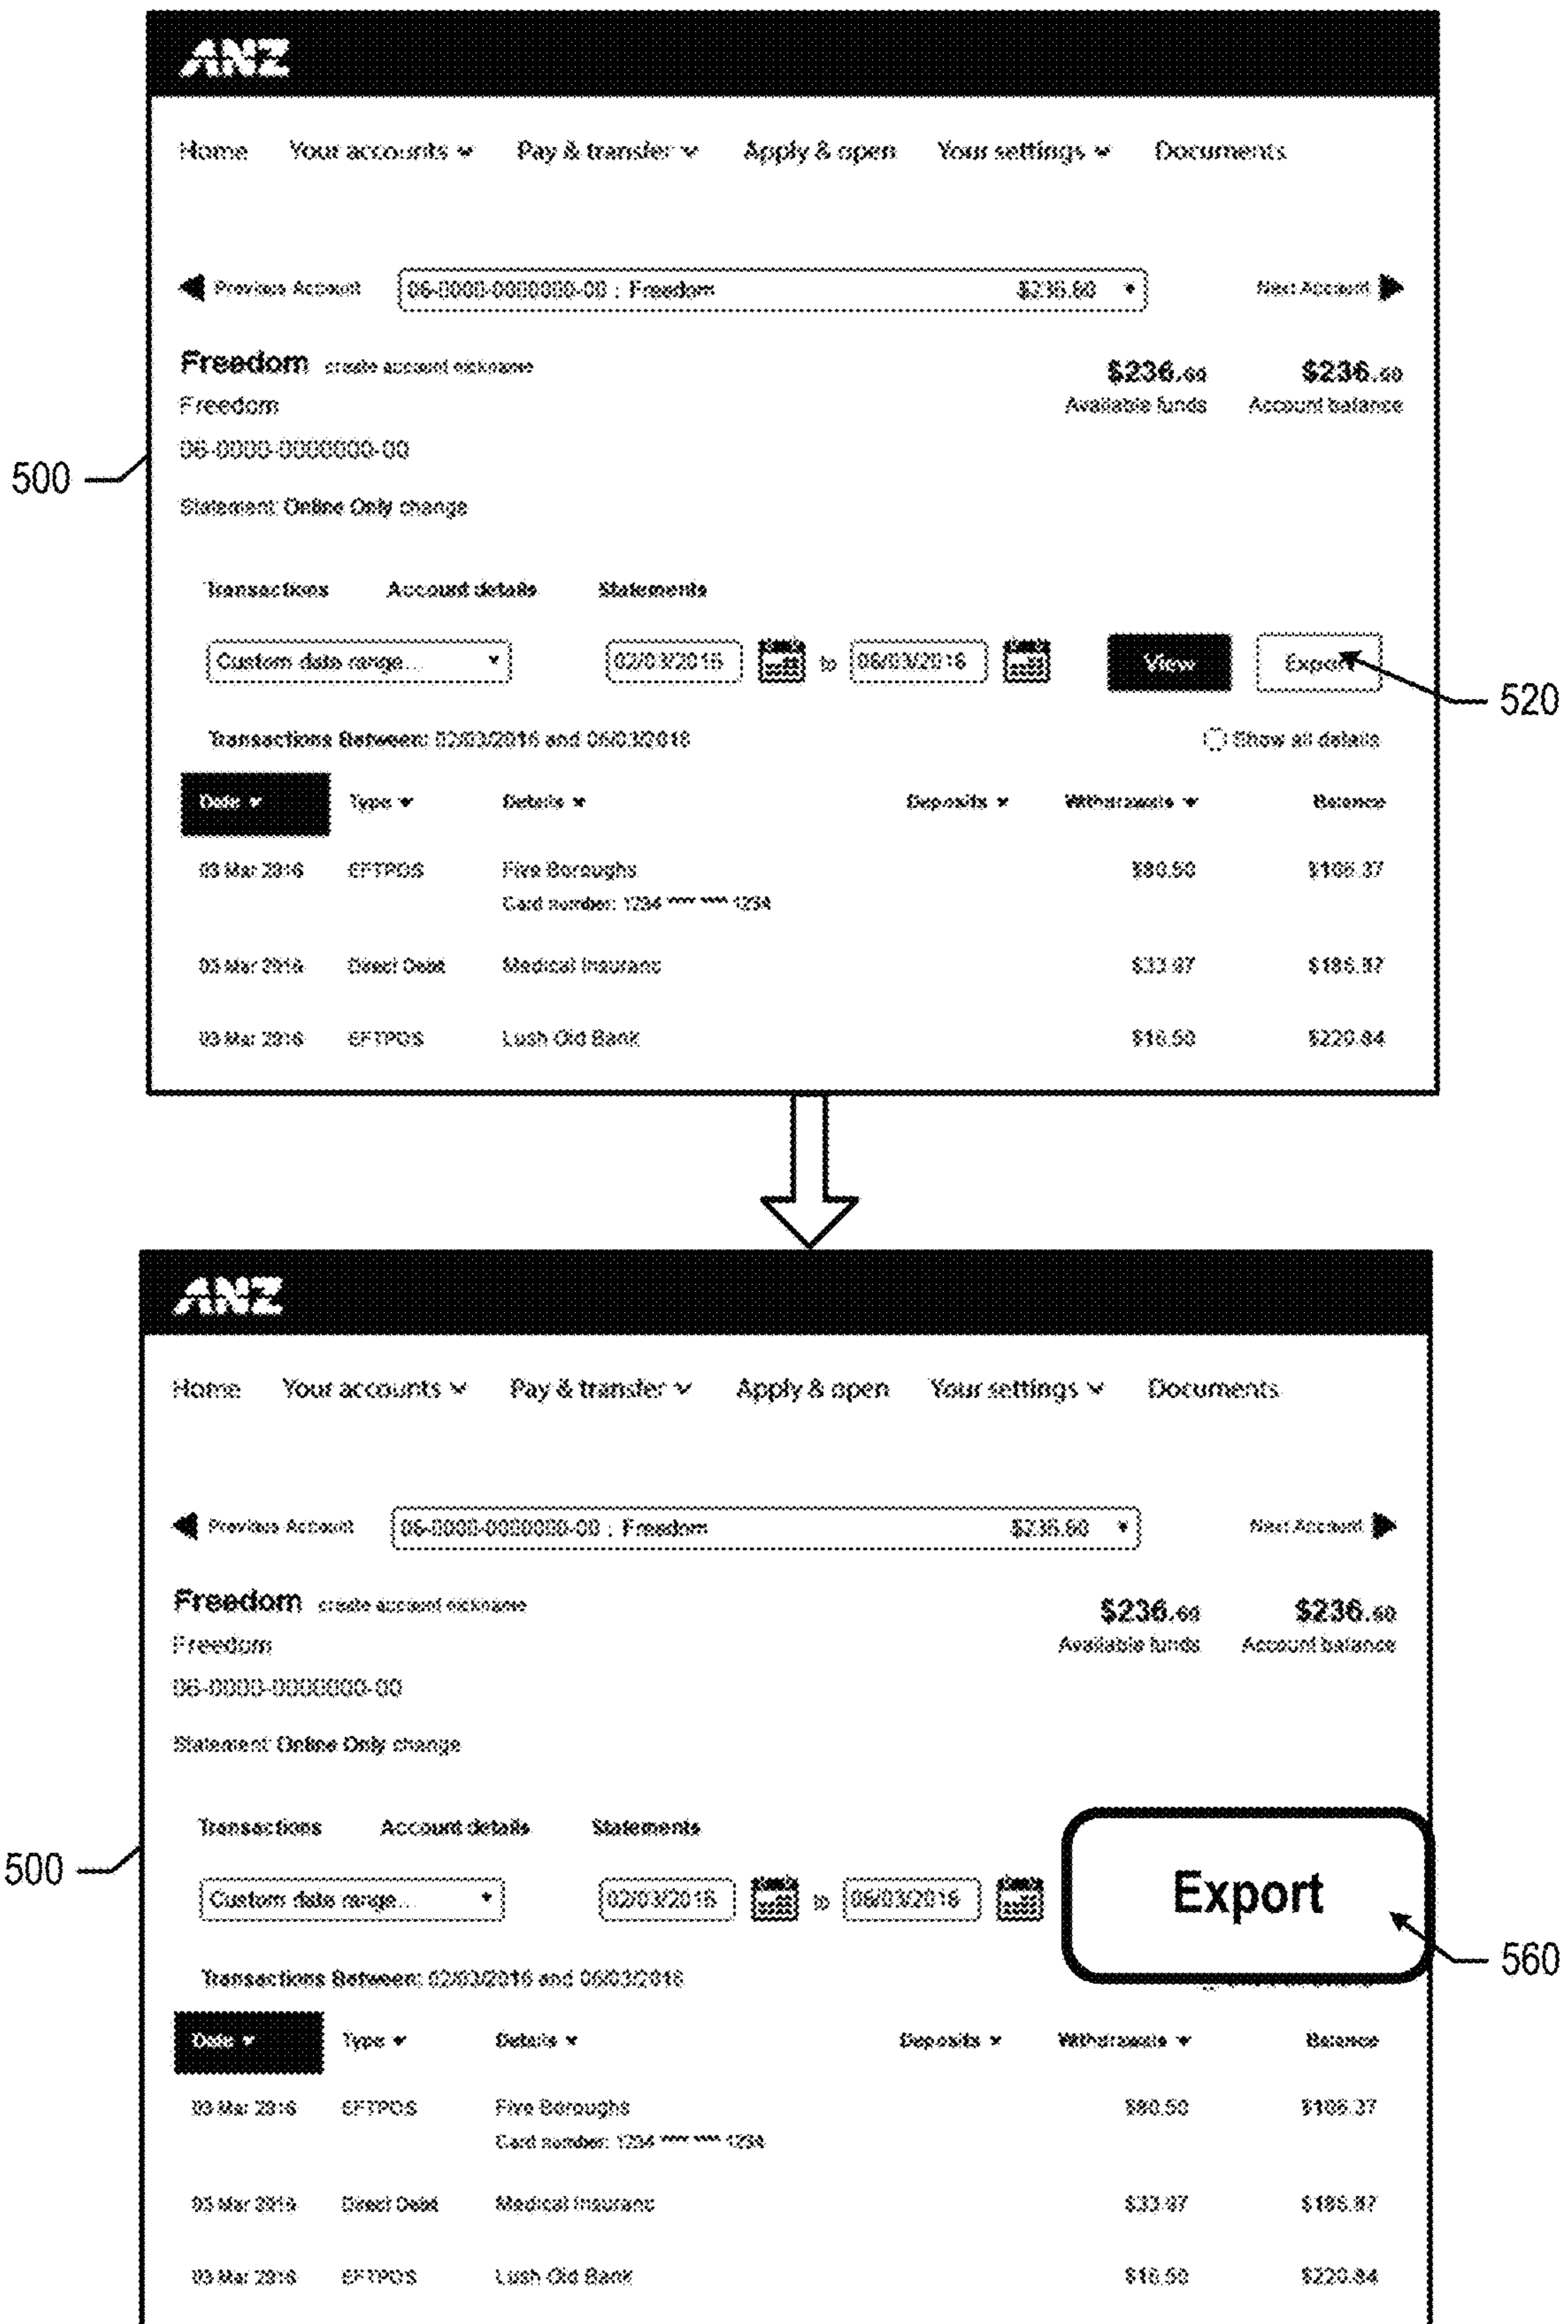 ANZ
Home Your accounts Pay & transfer Apply & open Your settings Documents
Previous Account 06-0000-0000000-00 : Freedom $236.60 Next Account
Freedom create account nickname $236.60 $236.60
Freedom Available funds Account balance
06-0000-0000000-00
500
Statement: Online Only change
Transactions Account details Statements
Custom date range... 02/03/2016 to 06/03/2016 View Export
520
Transactions Between: 02/03/2016 and 06/03/2016 Show all details
Date Type Details Deposits Withdrawals Balance
03 Mar 2016 EFTPOS Five Boroughs $80.50 $106.37
Card number: 1234 **** **** 1234
03 Mar 2016 Direct Debit Medical Insuranc $33.97 $186.87
03 Mar 2016 EFTPOS Lush Old Bank $16.50 $220.84
ANZ
Home Your accounts Pay & transfer Apply & open Your settings Documents
Previous Account 06-0000-0000000-00 : Freedom $236.60 Next Account
Freedom create account nickname $236.60 $236.60
Freedom Available funds Account balance
06-0000-0000000-00
Statement: Online Only change
Transactions Account details Statements
500
Custom date range... 02/03/2016 to 06/03/2016 Export
560
Transactions Between: 02/03/2016 and 06/03/2016
Date Type Details Deposits Withdrawals Balance
03 Mar 2016 EFTPOS Five Boroughs $80.50 $106.37
Card number: 1234 **** **** 1234
03 Mar 2016 Direct Debit Medical Insuranc $33.97 $186.87
03 Mar 2016 EFTPOS Lush Old Bank $16.50 $220.84